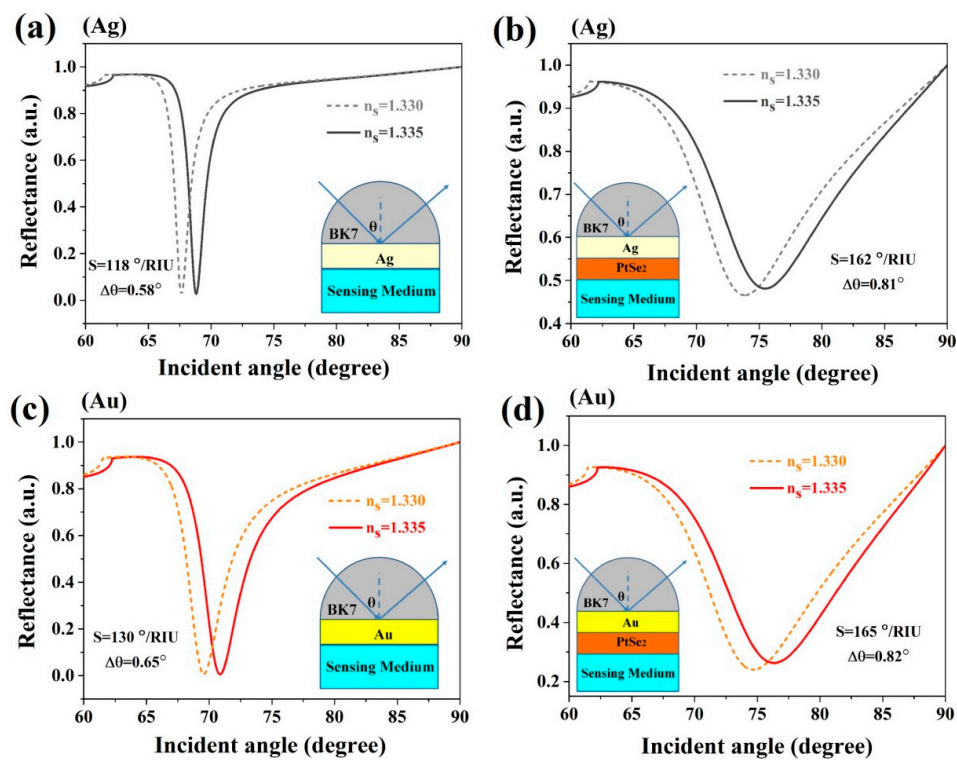 (a)
(Ag)
1.0
0.8
0.6
0.4
0.2
0.0
Reflectance (a.u.)
n_s=1.330
n_s=1.335
θ
BK7
Ag
Sensing Medium
S=118 °/RIU
Δθ=0.58°
60 65 70 75 80 85 90
Incident angle (degree)
(b)
(Ag)
1.0
0.9
0.8
0.7
0.6
0.5
0.4
Reflectance (a.u.)
n_s=1.330
n_s=1.335
θ
BK7
Ag
PtSe₂
Sensing Medium
S=162 °/RIU
Δθ=0.81°
60 65 70 75 80 85 90
Incident angle (degree)
(c)
(Au)
1.0
0.8
0.6
0.4
0.2
0.0
Reflectance (a.u.)
n_s=1.330
n_s=1.335
θ
BK7
Au
Sensing Medium
S=130 °/RIU
Δθ=0.65°
60 65 70 75 80 85 90
Incident angle (degree)
(d)
(Au)
1.0
0.8
0.6
0.4
0.2
Reflectance (a.u.)
n_s=1.330
n_s=1.335
θ
BK7
Au
PtSe₂
Sensing Medium
S=165 °/RIU
Δθ=0.82°
60 65 70 75 80 85 90
Incident angle (degree)